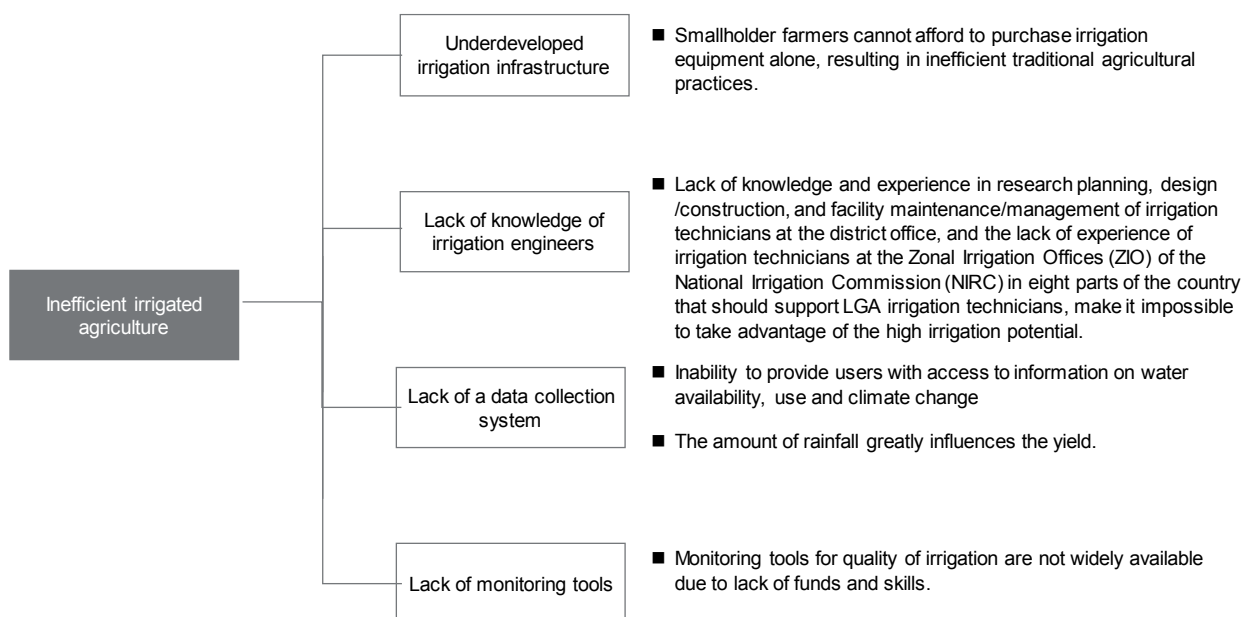 Inefficient irrigated
agriculture
Underdeveloped
irrigation infrastructure
■ Smallholder farmers cannot afford to purchase irrigation
equipment alone, resulting in inefficient traditional agricultural
practices.
Lack of knowledge of
irrigation engineers
■ Lack of knowledge and experience in research planning, design
/construction, and facility maintenance/management of irrigation
technicians at the district office, and the lack of experience of
irrigation technicians at the Zonal Irrigation Offices (ZIO) of the
National Irrigation Commission (NIRC) in eight parts of the country
that should support LGA irrigation technicians, make it impossible
to take advantage of the high irrigation potential.
Lack of a data collection
system
■ Inability to provide users with access to information on water
availability, use and climate change
■ The amount of rainfall greatly influences the yield.
Lack of monitoring tools
■ Monitoring tools for quality of irrigation are not widely available
due to lack of funds and skills.